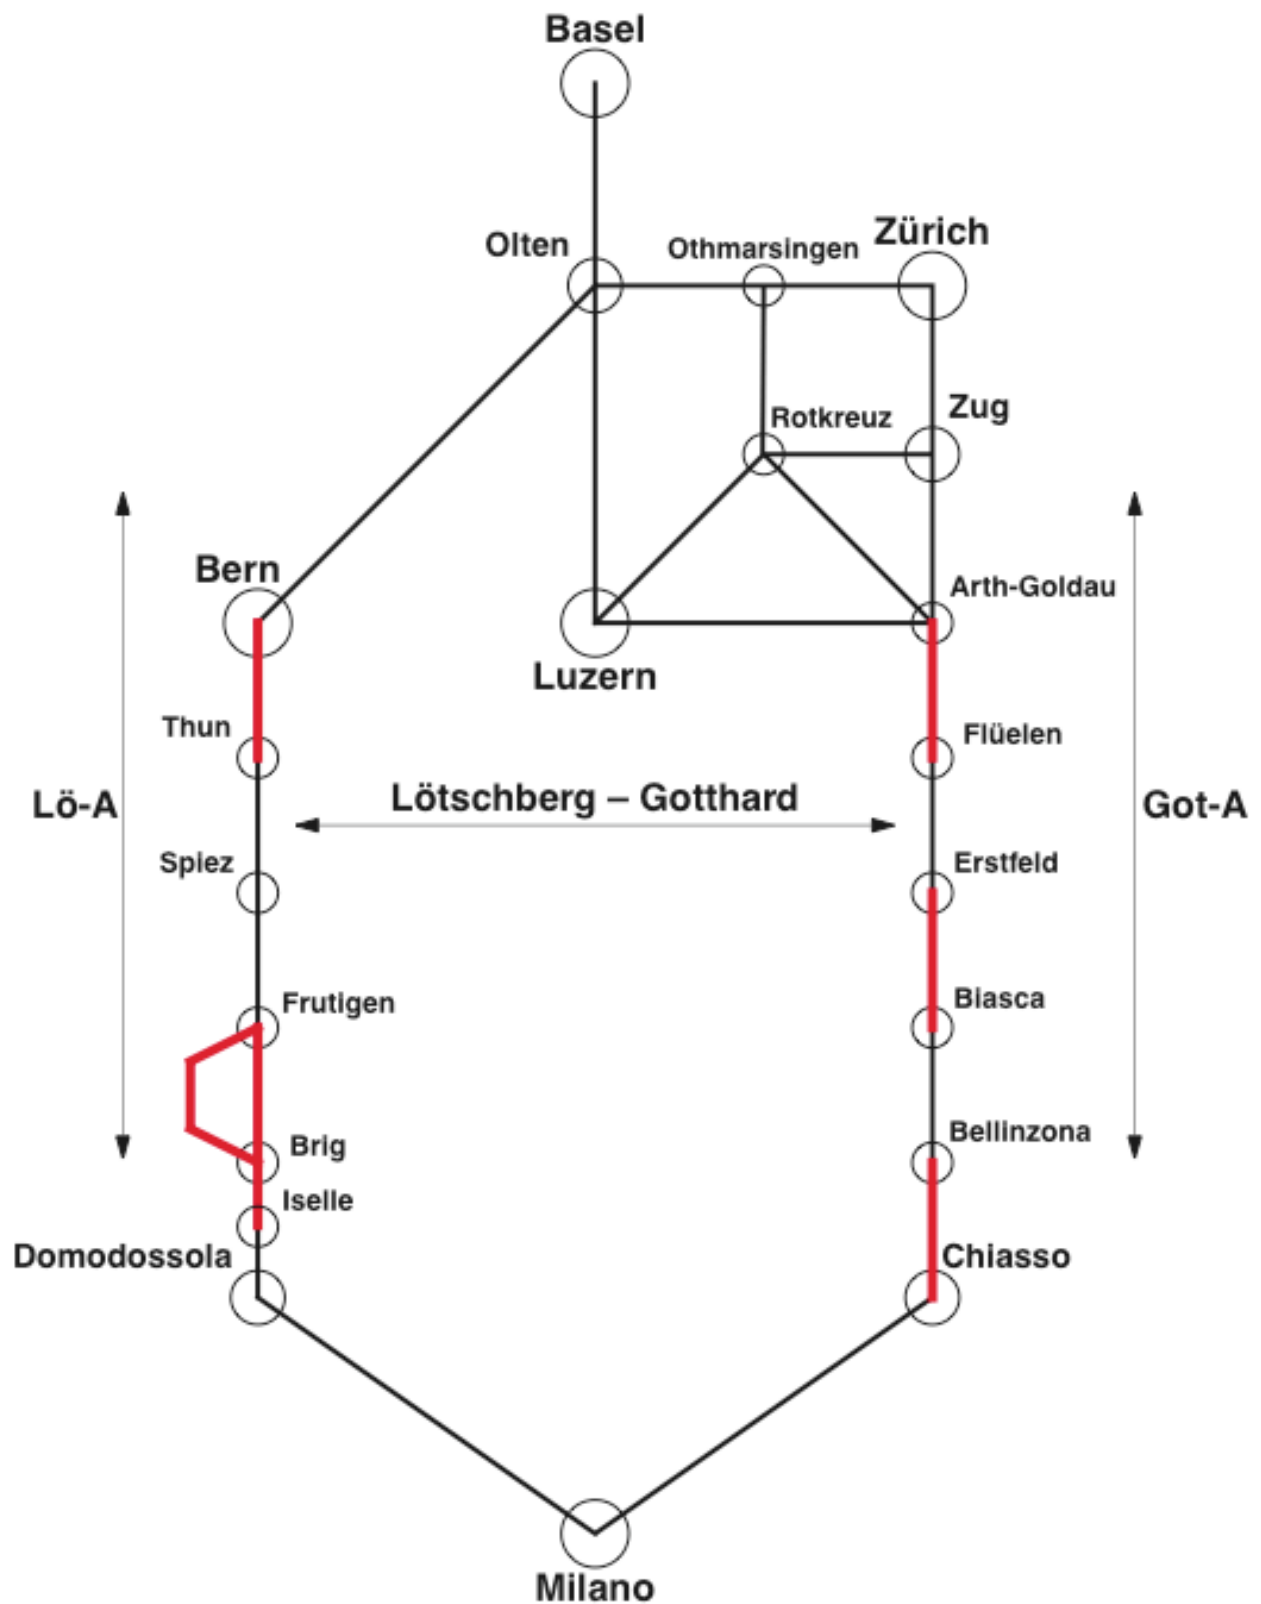 Basel
Olten
Othmarsingen
Zürich
Rotkreuz
Zug
Bern
Arth-Goldau
Luzern
Thun
Flüelen
Lö-A
Lötschberg – Gotthard
Got-A
Spiez
Erstfeld
Frutigen
Biasca
Brig
Bellinzona
Iselle
Domodossola
Chiasso
Milano